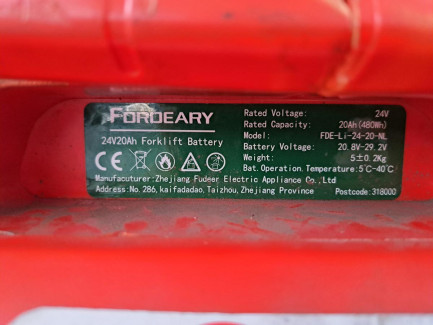 FORDEARY
24V20Ah Forklift Battery
Rated Voltage: 24V
Rated Capacity: 20Ah(480Wh)
Model: FDE-Li-24-20-NL
Battery Voltage: 20.8V-29.2V
Weight: 5±0.2Kg
Bat.Operation Temperature:5℃-40℃
CE
Manufacuturer:Zhejiang Fudeer Electric Appliance Co.,Ltd
Address:No.286,kaifadadao,Taizhou,Zhejiang Province Postcode:318000